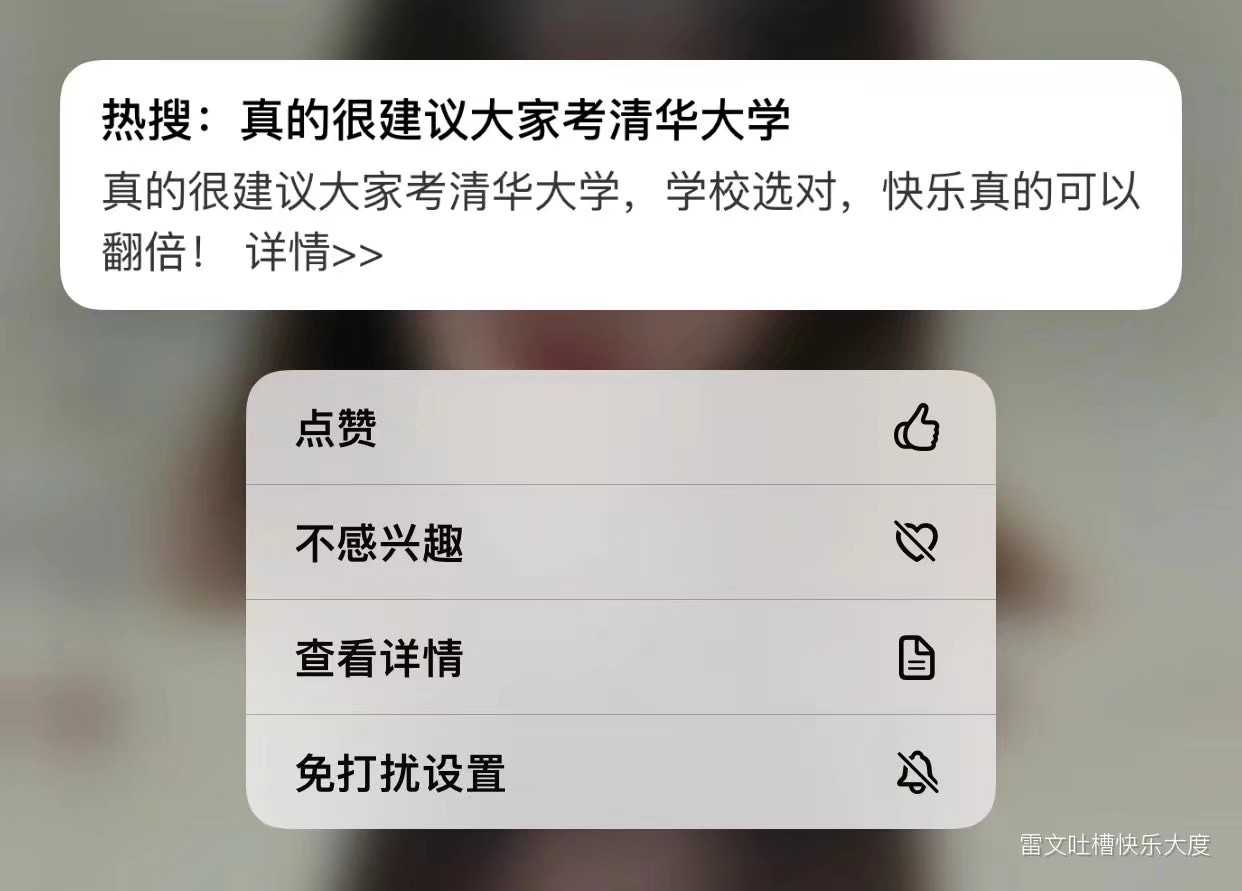 热搜：真的很建议大家考清华大学
真的很建议大家考清华大学，学校选对，快乐真的可以
翻倍！ 详情>>
点赞
不感兴趣
查看详情
免打扰设置
雷文吐槽快乐大度